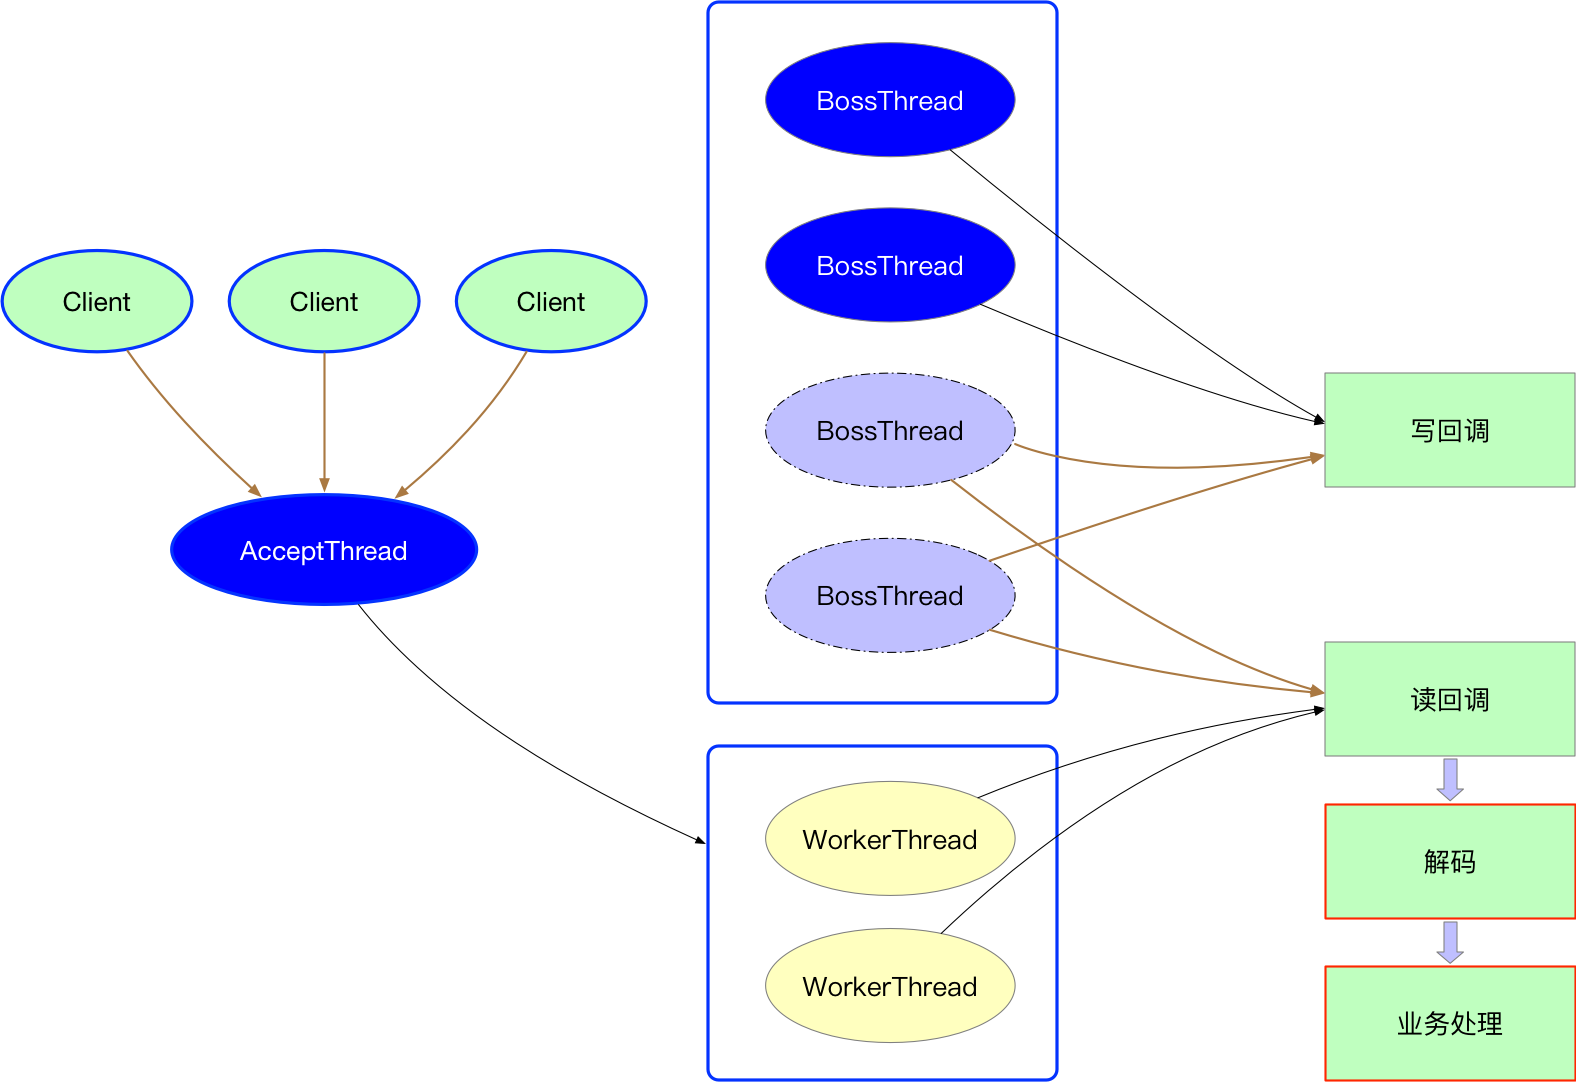 Client
Client
Client
AcceptThread
BossThread
BossThread
BossThread
BossThread
WorkerThread
WorkerThread
写回调
读回调
解码
业务处理